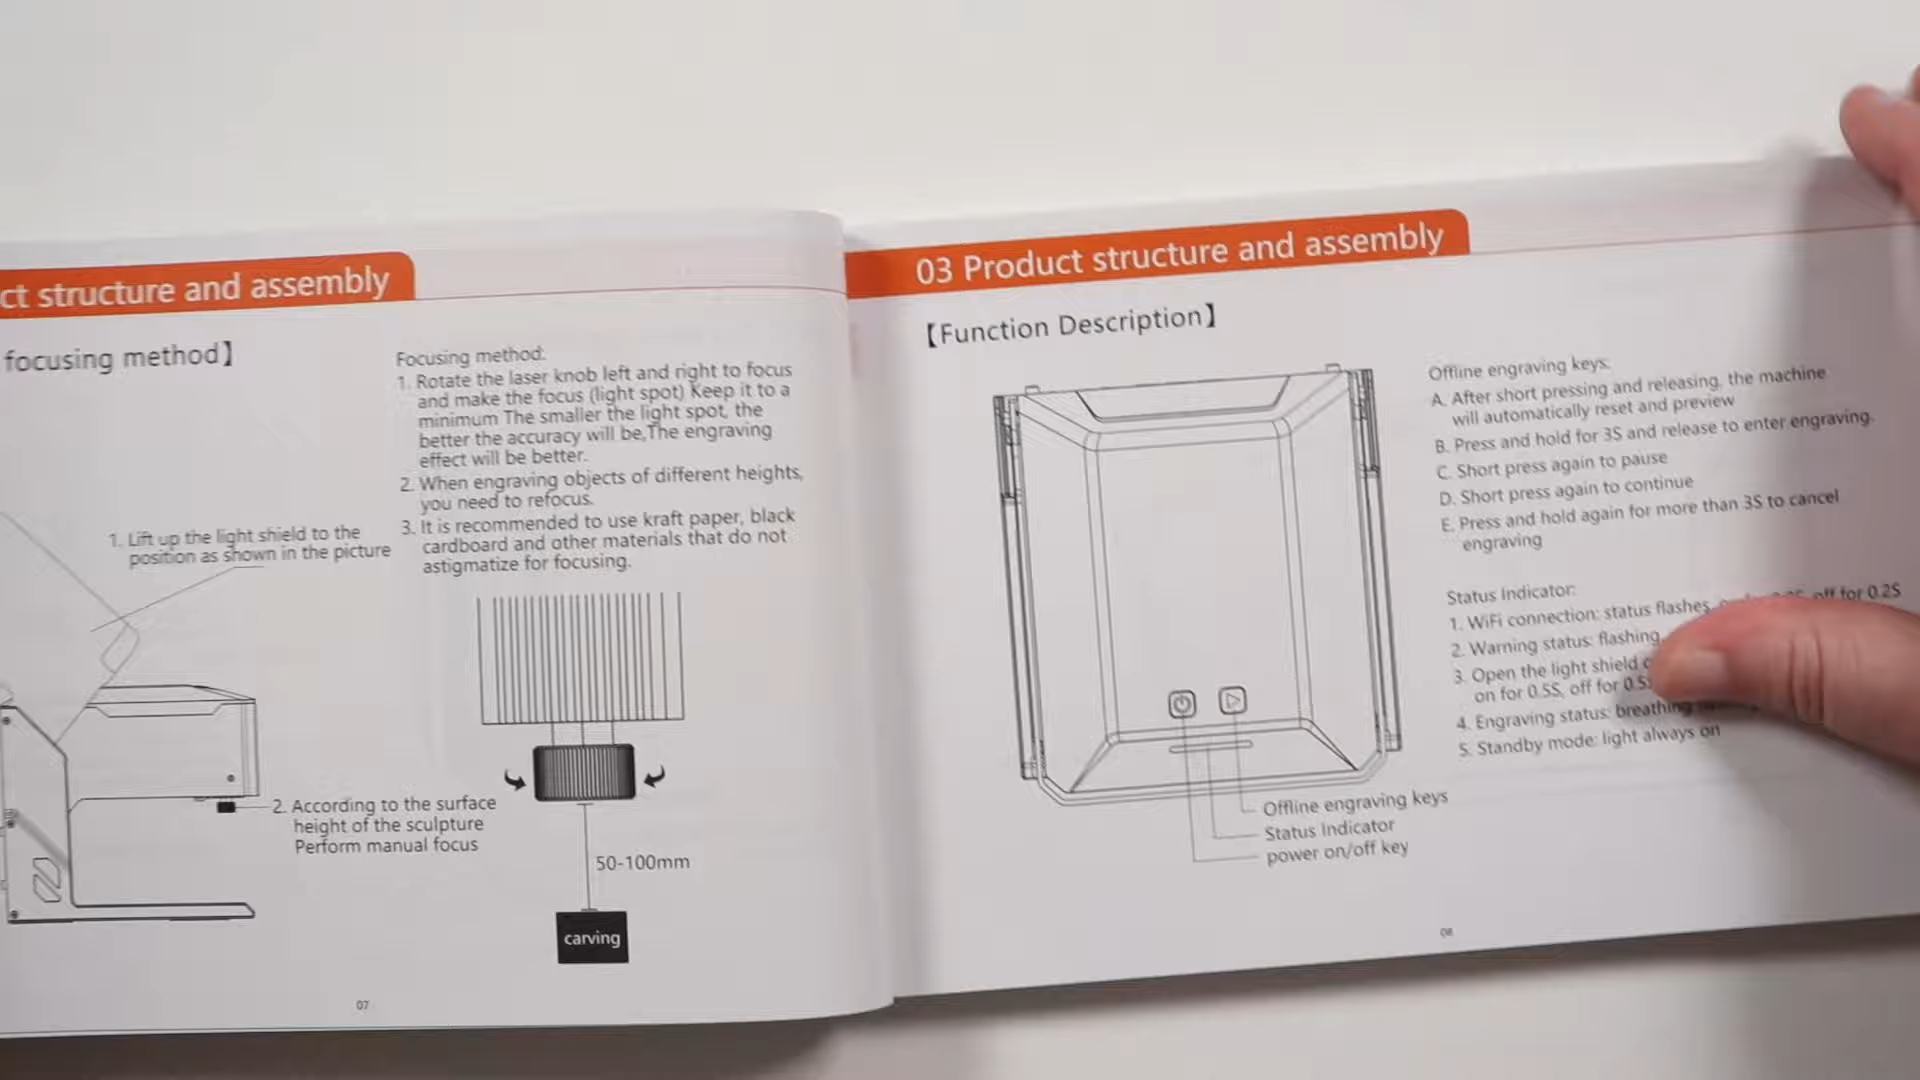 ct structure and assembly
focusing method】
Focusing method:
1. Rotate the laser knob left and right to focus
and make the focus (light spot) Keep it to a
minimum The smaller the light spot, the
better the accuracy will be,The engraving
effect will be better.
2. When engraving objects of different heights,
you need to refocus.
3. It is recommended to use kraft paper, black
cardboard and other materials that do not
astigmatize for focusing.
1. Lift up the light shield to the
position as shown in the picture
2. According to the surface
height of the sculpture
Perform manual focus
50-100mm
carving
07
03 Product structure and assembly
【Function Description】
Offline engraving keys:
A. After short pressing and releasing, the machine
will automatically reset and preview
B. Press and hold for 3S and release to enter engraving.
C. Short press again to pause
D. Short press again to continue
E. Press and hold again for more than 3S to cancel
engraving
Status Indicator:
1. WiFi connection: status flashes, off for 0.2S
2. Warning status: flashing,
3. Open the light shield
on for 0.5S, off for
4. Engraving status: breathing
5. Standby mode: light always on
Offline engraving keys
Status Indicator
power on/off key
08